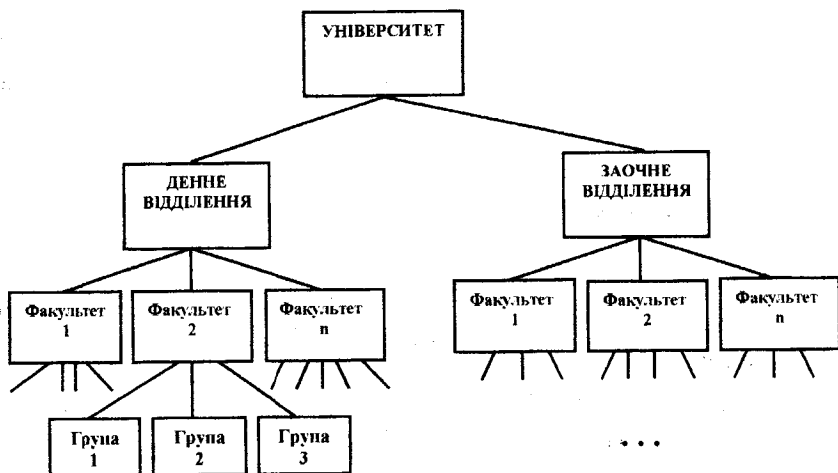 УНІВЕРСИТЕТ
ДЕННЕ
ВІДДІЛЕННЯ
ЗАОЧНЕ
ВІДДІЛЕННЯ
Факультет
1
Факультет
2
Факультет
n
Факультет
1
Факультет
2
Факультет
n
Група
1
Група
2
Група
3
...